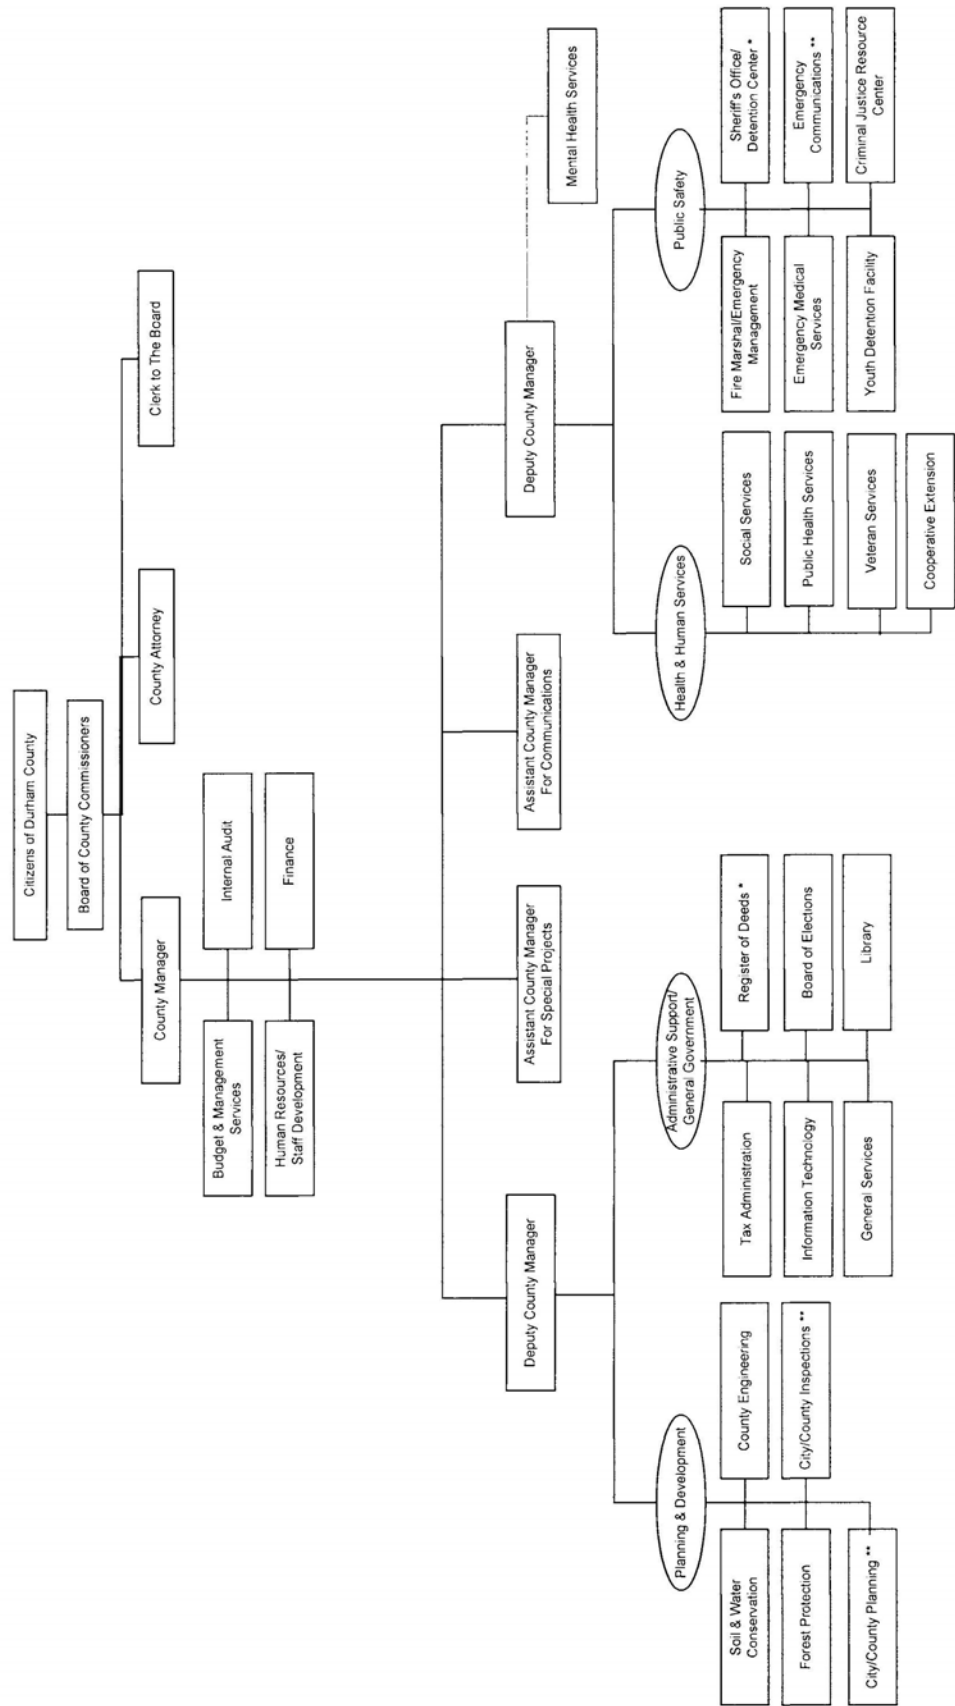 Citizens of Durham County
Board of County Commissioners
County Manager
County Attorney
Clerk to The Board
Budget & Management
Services
Internal Audit
Human Resources/
Staff Development
Finance
Deputy County Manager
Assistant County Manager
For Special Projects
Assistant County Manager
For Communications
Deputy County Manager
Mental Health Services
Planning & Development
Administrative Support/
General Government
Health & Human Services
Public Safety
Soil & Water
Conservation
County Engineering
Forest Protection
City/County Inspections **
City/County Planning **
Tax Administration
Register of Deeds *
Information Technology
Board of Elections
General Services
Library
Social Services
Public Health Services
Veteran Services
Cooperative Extension
Fire Marshal/Emergency
Management
Sheriff's Office/
Detention Center *
Emergency Medical
Services
Emergency
Communications **
Youth Detention Facility
Criminal Justice Resource
Center